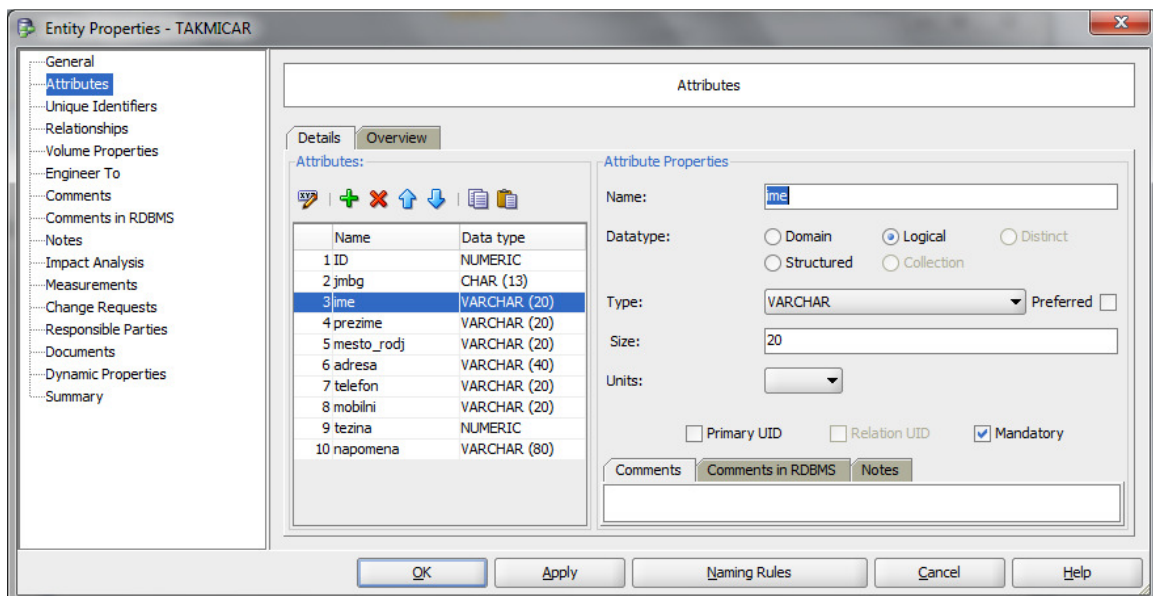 Entity Properties - TAKMICAR
General
Attributes
Unique Identifiers
Relationships
Volume Properties
Engineer To
Comments
Comments in RDBMS
Notes
Impact Analysis
Measurements
Change Requests
Responsible Parties
Documents
Dynamic Properties
Summary
Attributes
Details Overview
Attributes:
Name Data type
1 ID NUMERIC
2 jmbg CHAR (13)
3 ime VARCHAR (20)
4 prezime VARCHAR (20)
5 mesto_rodj VARCHAR (20)
6 adresa VARCHAR (40)
7 telefon VARCHAR (20)
8 mobilni VARCHAR (20)
9 tezina NUMERIC
10 napomena VARCHAR (80)
Attribute Properties
Name: ime
Datatype: Domain Logical Distinct
Structured Collection
Type: VARCHAR Preferred
Size: 20
Units:
Primary UID Relation UID Mandatory
Comments Comments in RDBMS Notes
OK Apply Naming Rules Cancel Help